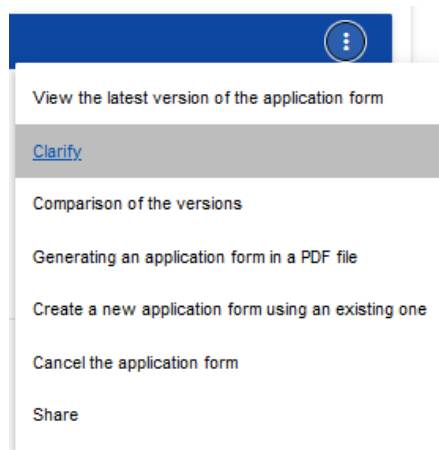 View the latest version of the application form
Clarify
Comparison of the versions
Generating an application form in a PDF file
Create a new application form using an existing one
Cancel the application form
Share